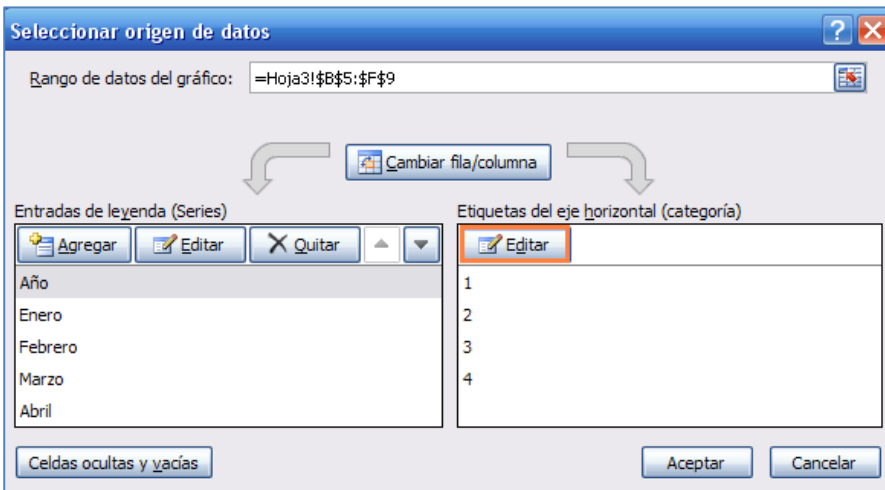 Seleccionar origen de datos
Rango de datos del gráfico: =Hoja3!$B$5:$F$9
Cambiar fila/columna
Entradas de leyenda (Series)
Agregar Editar Quitar
Año
Enero
Febrero
Marzo
Abril
Etiquetas del eje horizontal (categoría)
Editar
1
2
3
4
Celdas ocultas y vacías Aceptar Cancelar